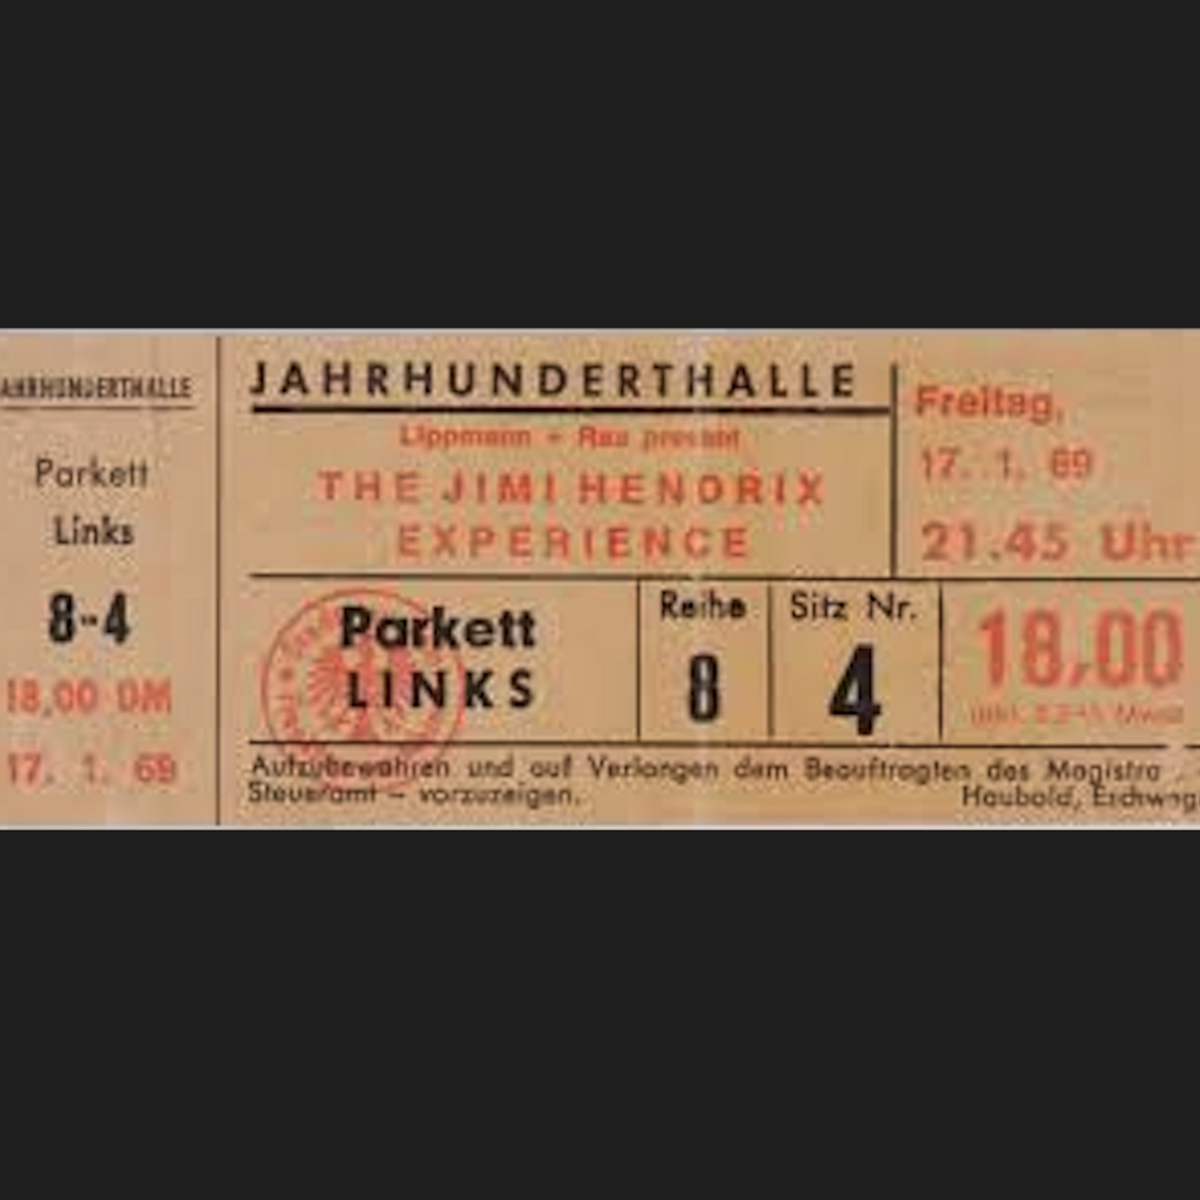 AHRHUNDERTHALLE
Parkett
Links
8-4
18,00 DM
17. 1. 69
JAHRHUNDERTHALLE
Lippmann + Rau present
THE JIMI HENDRIX
EXPERIENCE
Freitag,
17. 1. 69
21.45 Uhr
Parkett
LINKS
Reihe
8
Sitz Nr.
4
18,00
Aufzubewahren und auf Verlangen dem Beauftragten des Magistra
Steueramt – vorzuzeigen.
Haubold, Eschweg